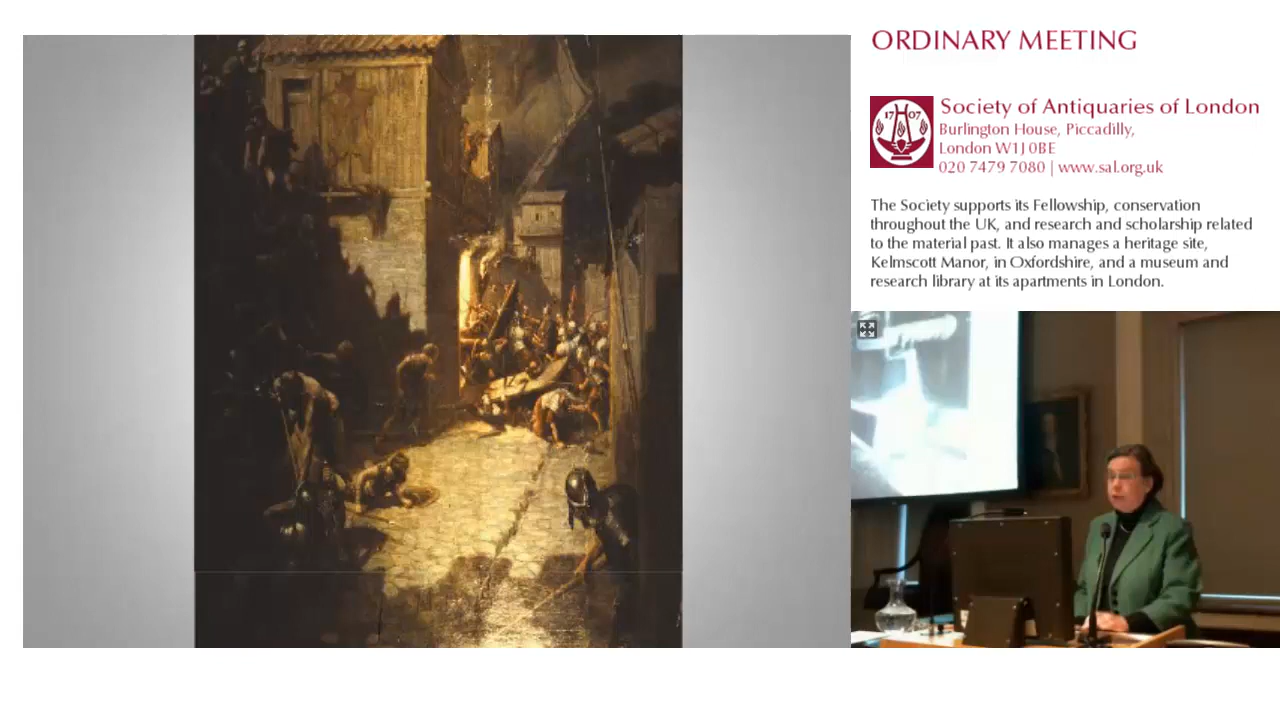 ORDINARY MEETING
17 07
Society of Antiquaries of London
Burlington House, Piccadilly,
London W1J 0BE
020 7479 7080 | www.sal.org.uk
The Society supports its Fellowship, conservation
throughout the UK, and research and scholarship related
to the material past. It also manages a heritage site,
Kelmscott Manor, in Oxfordshire, and a museum and
research library at its apartments in London.